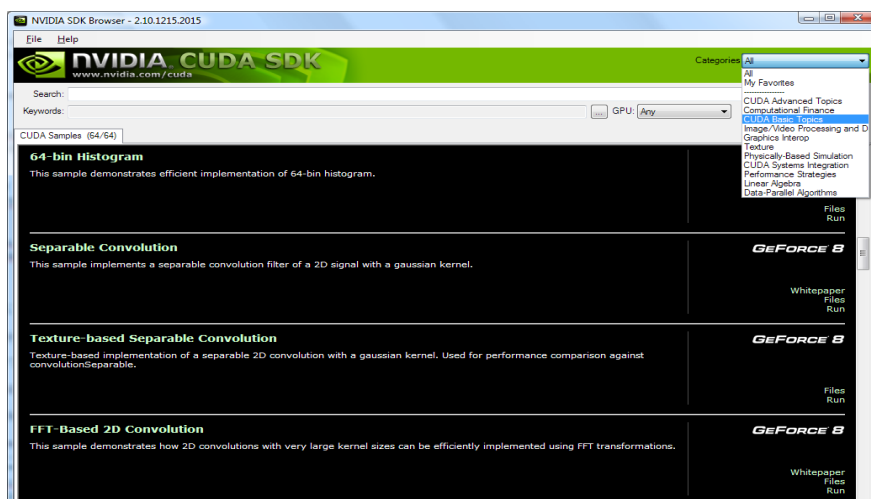 NVIDIA SDK Browser - 2.10.1215.2015
File Help
NVIDIA. CUDA SDK
www.nvidia.com/cuda
Categories All
All
My Favorites
----------------
CUDA Advanced Topics
Computational Finance
CUDA Basic Topics
Image/Video Processing and D
Graphics Interop
Texture
Physically-Based Simulation
CUDA Systems Integration
Performance Strategies
Linear Algebra
Data-Parallel Algorithms
Search:
Keywords: ... GPU: Any
CUDA Samples (64/64)
64-bin Histogram
This sample demonstrates efficient implementation of 64-bin histogram.
Files
Run
Separable Convolution
GEFORCE 8
This sample implements a separable convolution filter of a 2D signal with a gaussian kernel.
Whitepaper
Files
Run
Texture-based Separable Convolution
GEFORCE 8
Texture-based implementation of a separable 2D convolution with a gaussian kernel. Used for performance comparison against
convolutionSeparable.
Files
Run
FFT-Based 2D Convolution
GEFORCE 8
This sample demonstrates how 2D convolutions with very large kernel sizes can be efficiently implemented using FFT transformations.
Whitepaper
Files
Run